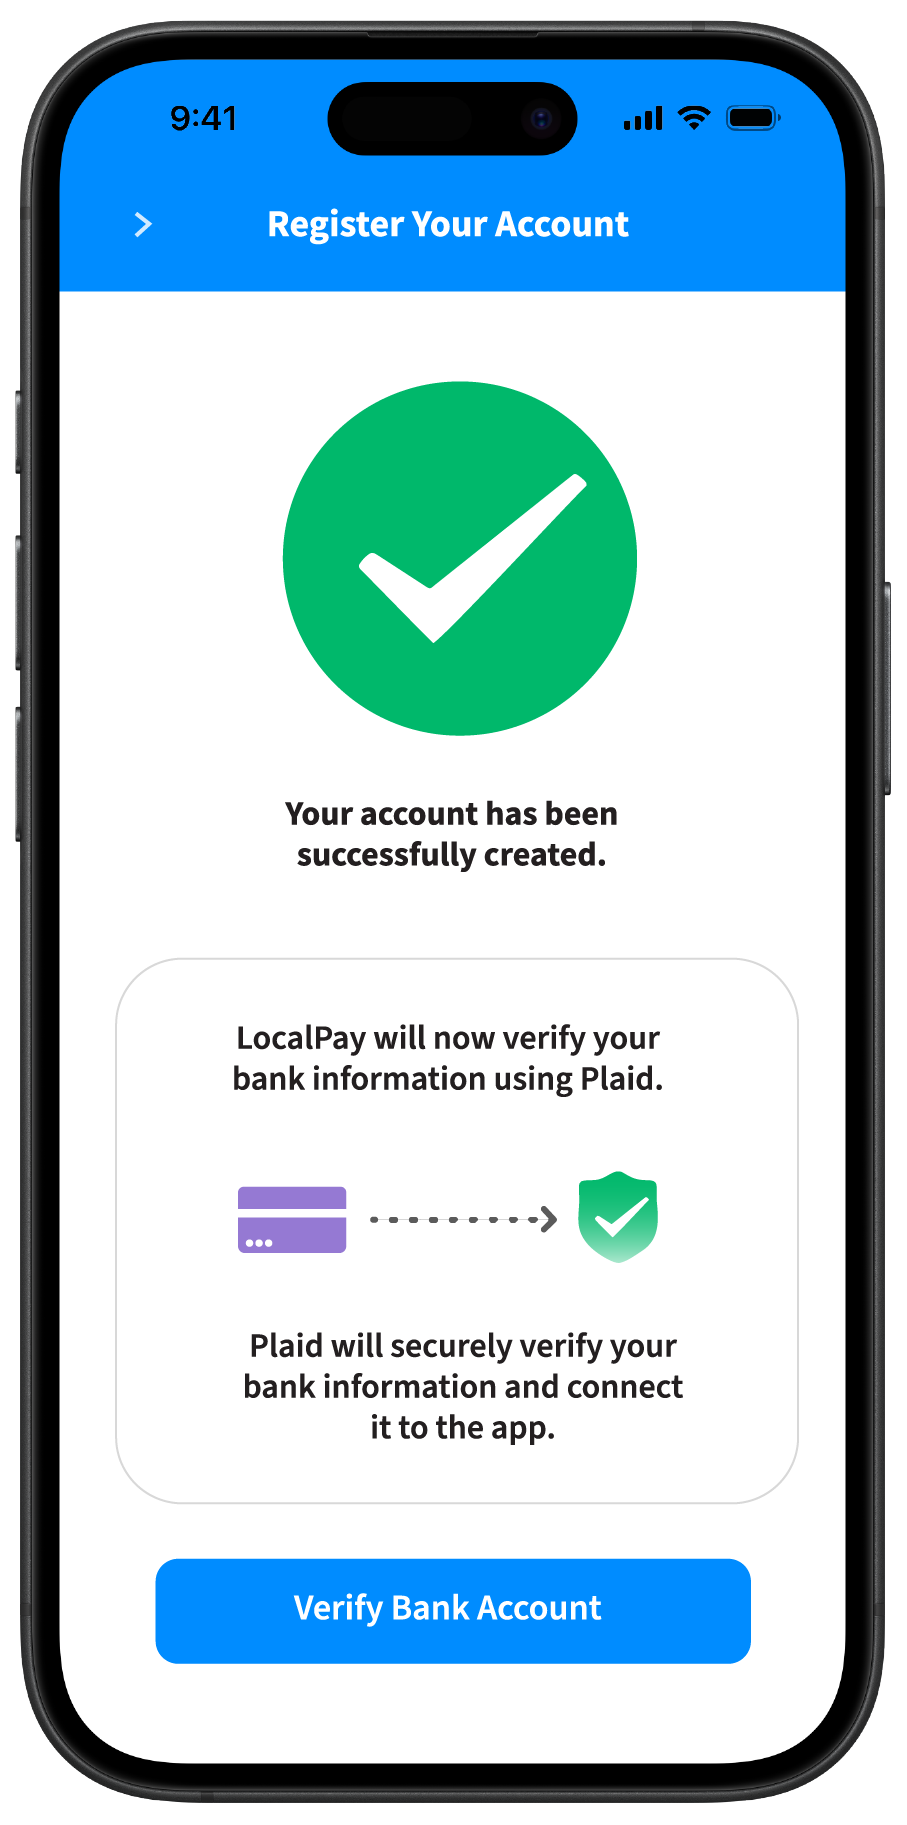 9:41
Register Your Account
Your account has been
successfully created.
LocalPay will now verify your
bank information using Plaid.
Plaid will securely verify your
bank information and connect
it to the app.
Verify Bank Account